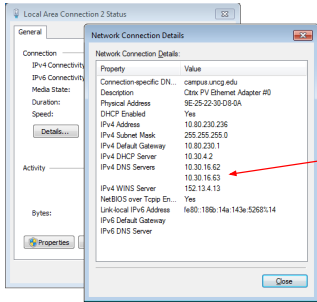 Local Area Connection 2 Status
General
Connection
IPv4 Connectivity
IPv6 Connectivity
Media State:
Duration:
Speed:
Details...
Activity
Bytes:
Properties
Network Connection Details
Network Connection Details:
Property Value
Connection-specific DN... campus.uncg.edu
Description Citrix PV Ethernet Adapter #0
Physical Address 9E-25-22-30-D8-0A
DHCP Enabled Yes
IPv4 Address 10.80.230.236
IPv4 Subnet Mask 255.255.255.0
IPv4 Default Gateway 10.80.230.1
IPv4 DHCP Server 10.30.4.2
IPv4 DNS Servers 10.30.16.62
10.30.16.63
IPv4 WINS Server 152.13.4.13
NetBIOS over Tcpip En... Yes
Link-local IPv6 Address fe80::186b:14a:143e:5268%14
IPv6 Default Gateway
IPv6 DNS Server
Close